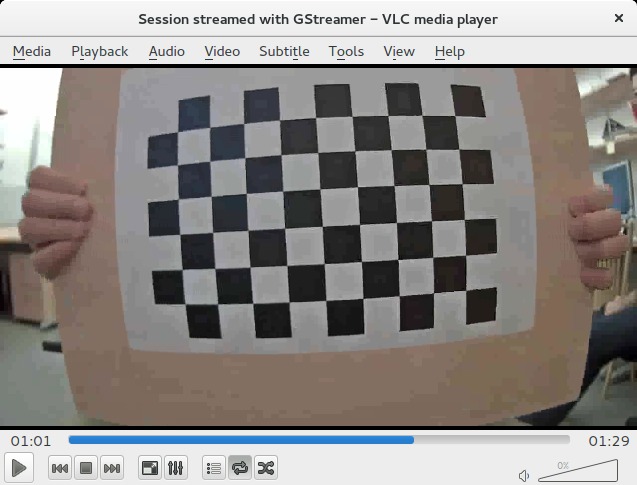 Session streamed with GStreamer – VLC media player ×
Media Playback Audio Video Subtitle Tools View Help
01:01 01:29
0%